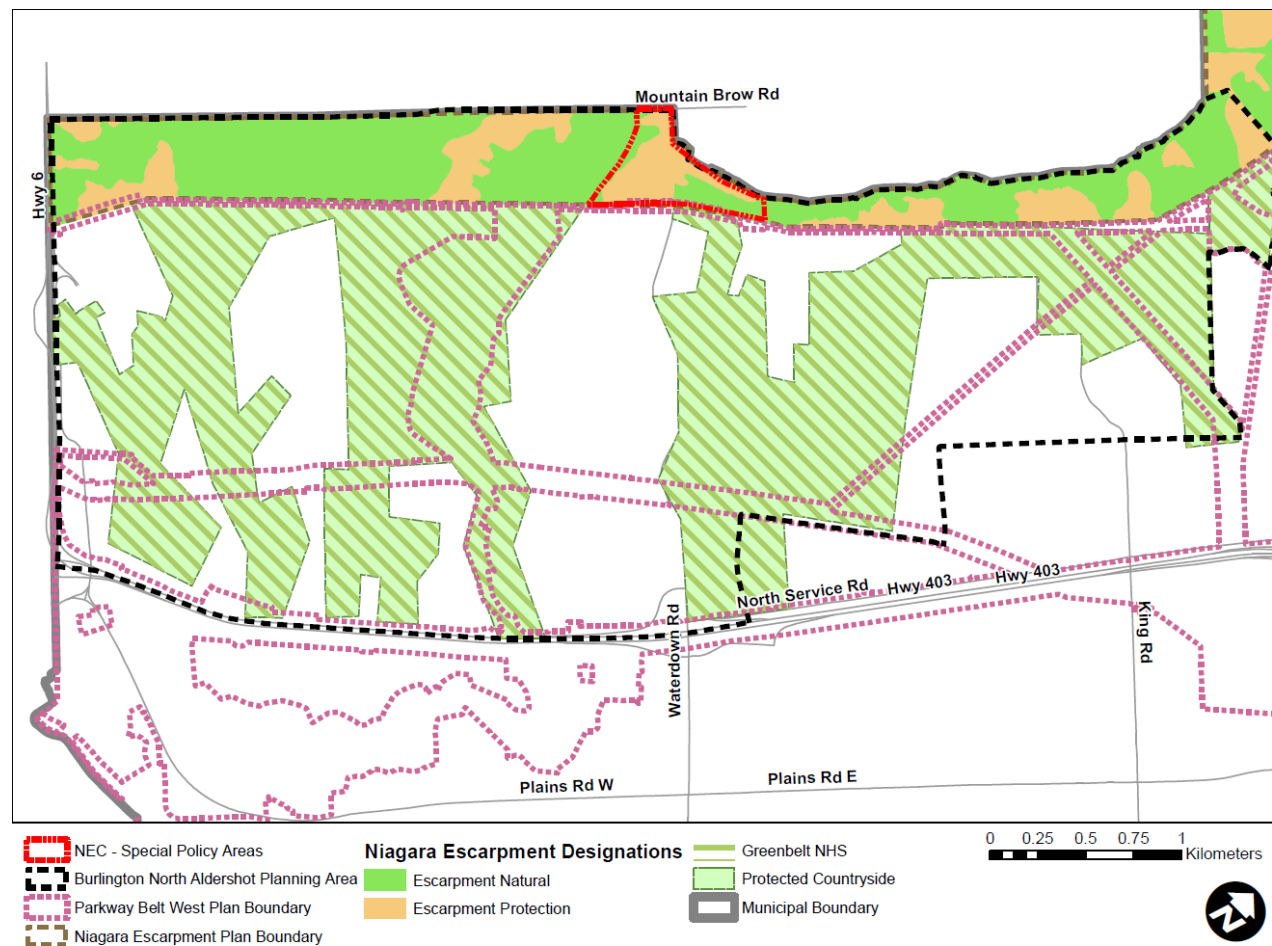 Mountain Brow Rd
Hwy 6
North Service Rd
Hwy 403
Hwy 403
Waterdown Rd
King Rd
Plains Rd W
Plains Rd E
NEC - Special Policy Areas
Burlington North Aldershot Planning Area
Parkway Belt West Plan Boundary
Niagara Escarpment Plan Boundary
Niagara Escarpment Designations
Escarpment Natural
Escarpment Protection
Greenbelt NHS
Protected Countryside
Municipal Boundary
0 0.25 0.5 0.75 1
Kilometers
N